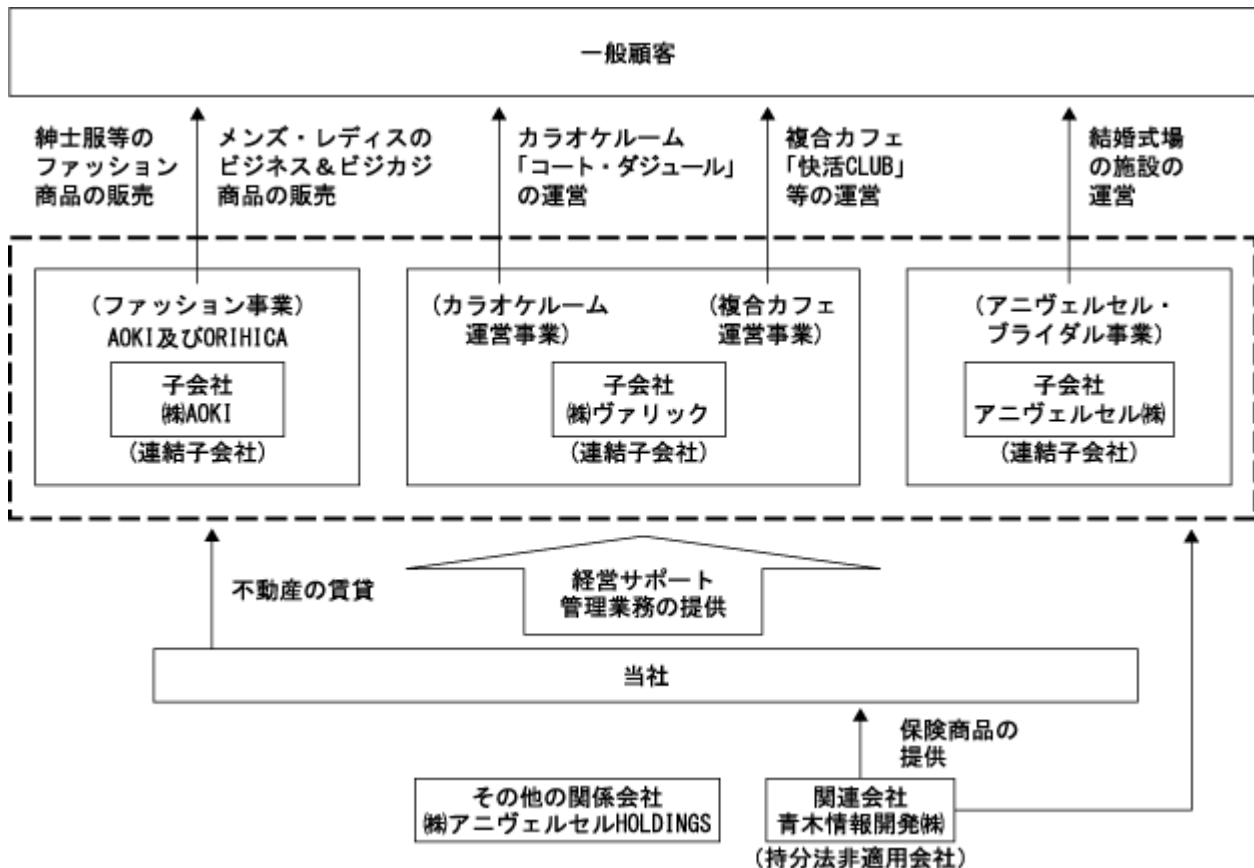 一般顧客
紳士服等の
ファッション
商品の販売
メンズ・レディスの
ビジネス＆ビジカジ
商品の販売
カラオケルーム
「コート・ダジュール」
の運営
複合カフェ
「快活CLUB」
等の運営
結婚式場
の施設の
運営
(ファッション事業)
AOKI及びORIHICA
子会社
㈱AOKI
(連結子会社)
(カラオケルーム
運営事業)
(複合カフェ
運営事業)
子会社
㈱ヴァリック
(連結子会社)
(アニヴェルセル・
ブライダル事業)
子会社
アニヴェルセル㈱
(連結子会社)
不動産の賃貸
経営サポート
管理業務の提供
当社
保険商品の
提供
その他の関係会社
㈱アニヴェルセルHOLDINGS
関連会社
青木情報開発㈱
(持分法非適用会社)